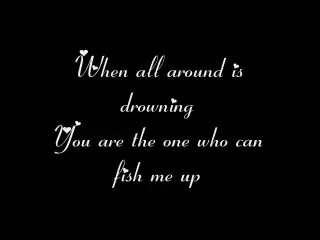 When all around is
drowning
You are the one who can
fish me up